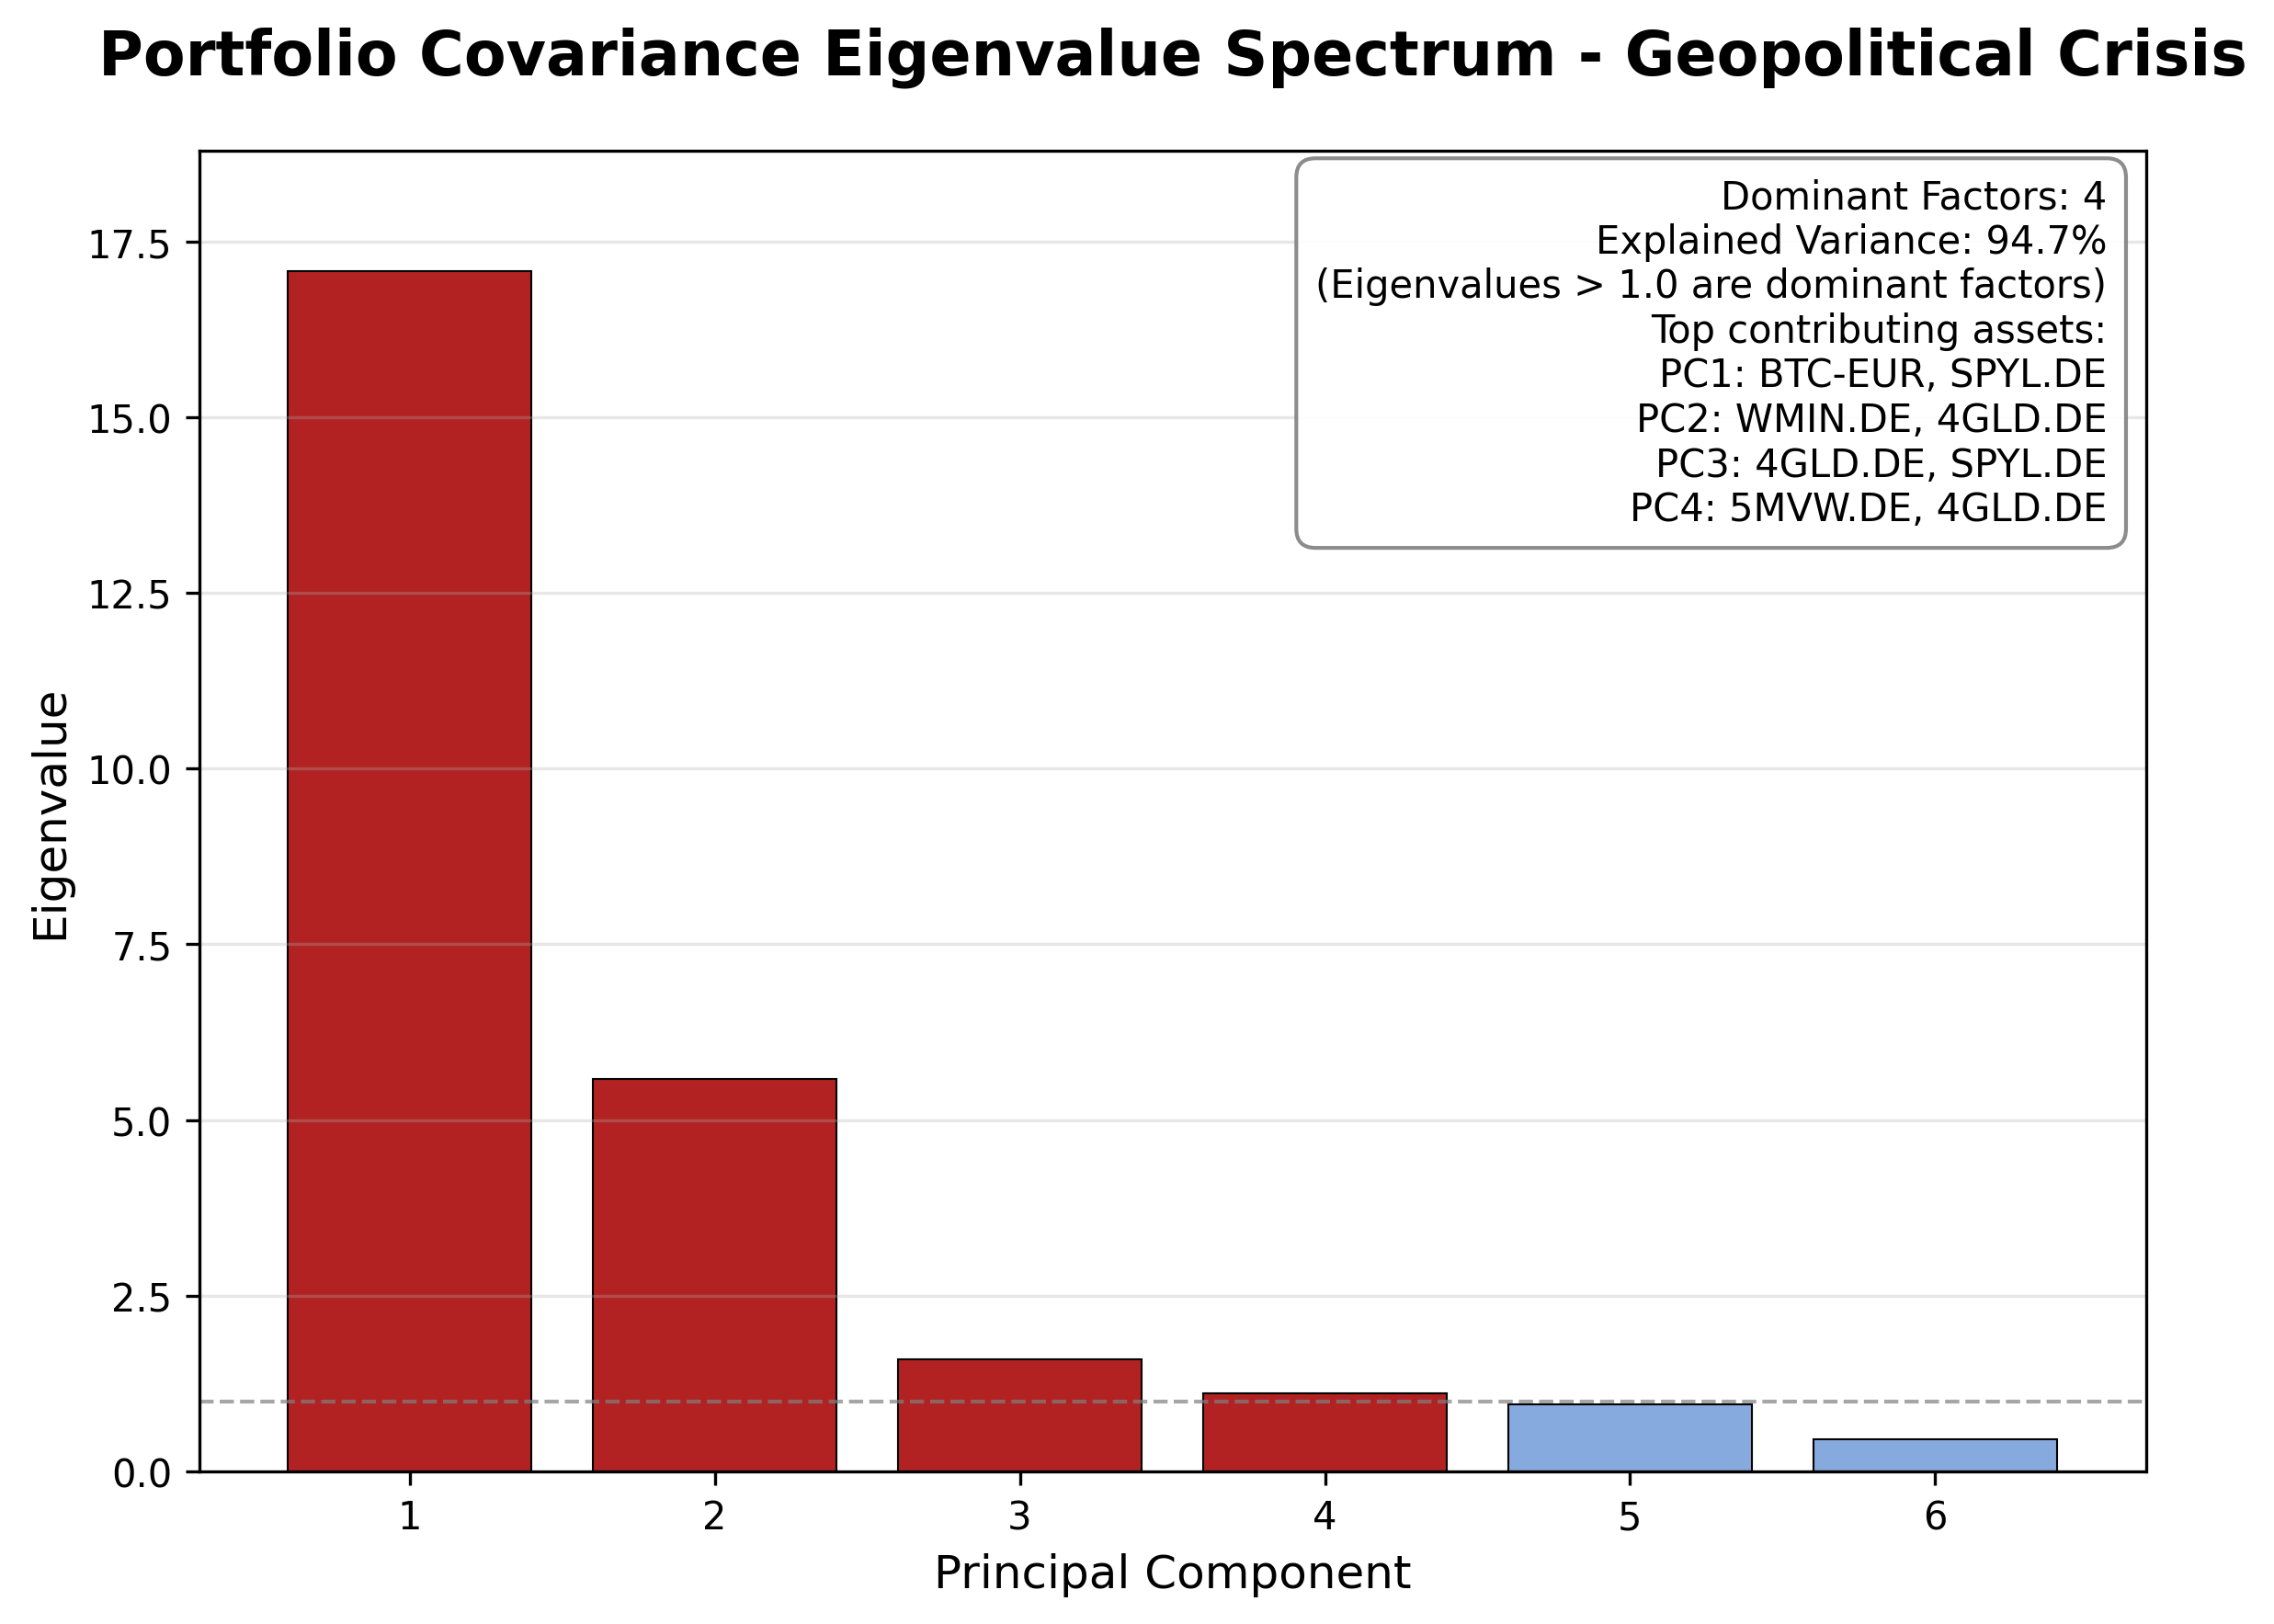 Portfolio Covariance Eigenvalue Spectrum - Geopolitical Crisis
Dominant Factors: 4
Explained Variance: 94.7%
(Eigenvalues > 1.0 are dominant factors)
Top contributing assets:
PC1: BTC-EUR, SPYL.DE
PC2: WMIN.DE, 4GLD.DE
PC3: 4GLD.DE, SPYL.DE
PC4: 5MVW.DE, 4GLD.DE
Eigenvalue
17.5
15.0
12.5
10.0
7.5
5.0
2.5
0.0
1 2 3 4 5 6
Principal Component